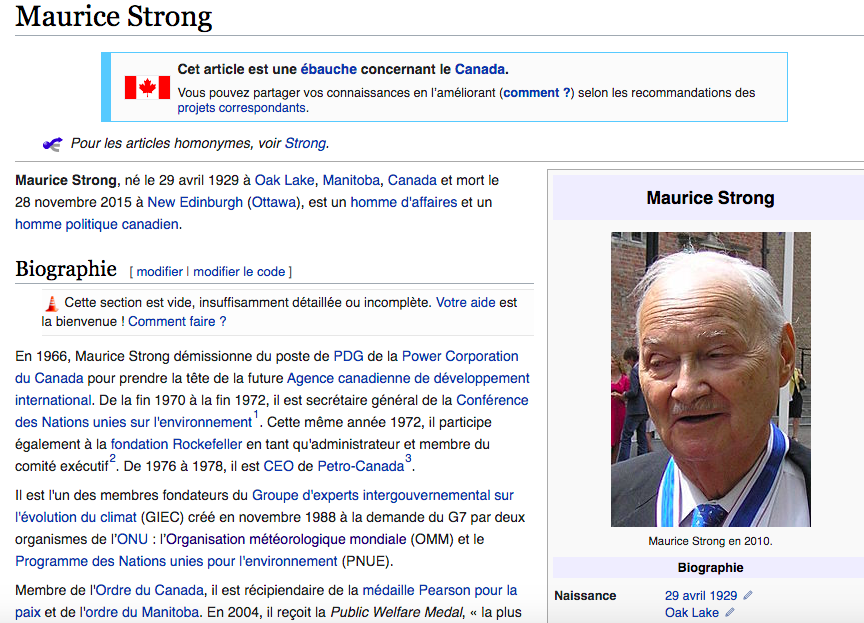 Maurice Strong
Cet article est une ébauche concernant le Canada.
Vous pouvez partager vos connaissances en l'améliorant (comment ?) selon les recommandations des
projets correspondants.
Pour les articles homonymes, voir Strong.
Maurice Strong, né le 29 avril 1929 à Oak Lake, Manitoba, Canada et mort le
28 novembre 2015 à New Edinburgh (Ottawa), est un homme d'affaires et un
homme politique canadien.
Biographie [ modifier | modifier le code ]
Cette section est vide, insuffisamment détaillée ou incomplète. Votre aide est
la bienvenue ! Comment faire ?
En 1966, Maurice Strong démissionne du poste de PDG de la Power Corporation
du Canada pour prendre la tête de la future Agence canadienne de développement
international. De la fin 1970 à la fin 1972, il est secrétaire général de la Conférence
des Nations unies sur l'environnement1. Cette même année 1972, il participe
également à la fondation Rockefeller en tant qu'administrateur et membre du
comité exécutif2. De 1976 à 1978, il est CEO de Petro-Canada3.
Il est l'un des membres fondateurs du Groupe d'experts intergouvernemental sur
l'évolution du climat (GIEC) créé en novembre 1988 à la demande du G7 par deux
organismes de l'ONU : l'Organisation météorologique mondiale (OMM) et le
Programme des Nations unies pour l'environnement (PNUE).
Membre de l'Ordre du Canada, il est récipiendaire de la médaille Pearson pour la
paix et de l'ordre du Manitoba. En 2004, il reçoit la Public Welfare Medal, « la plus
Maurice Strong
Maurice Strong en 2010.
Biographie
Naissance 29 avril 1929
Oak Lake